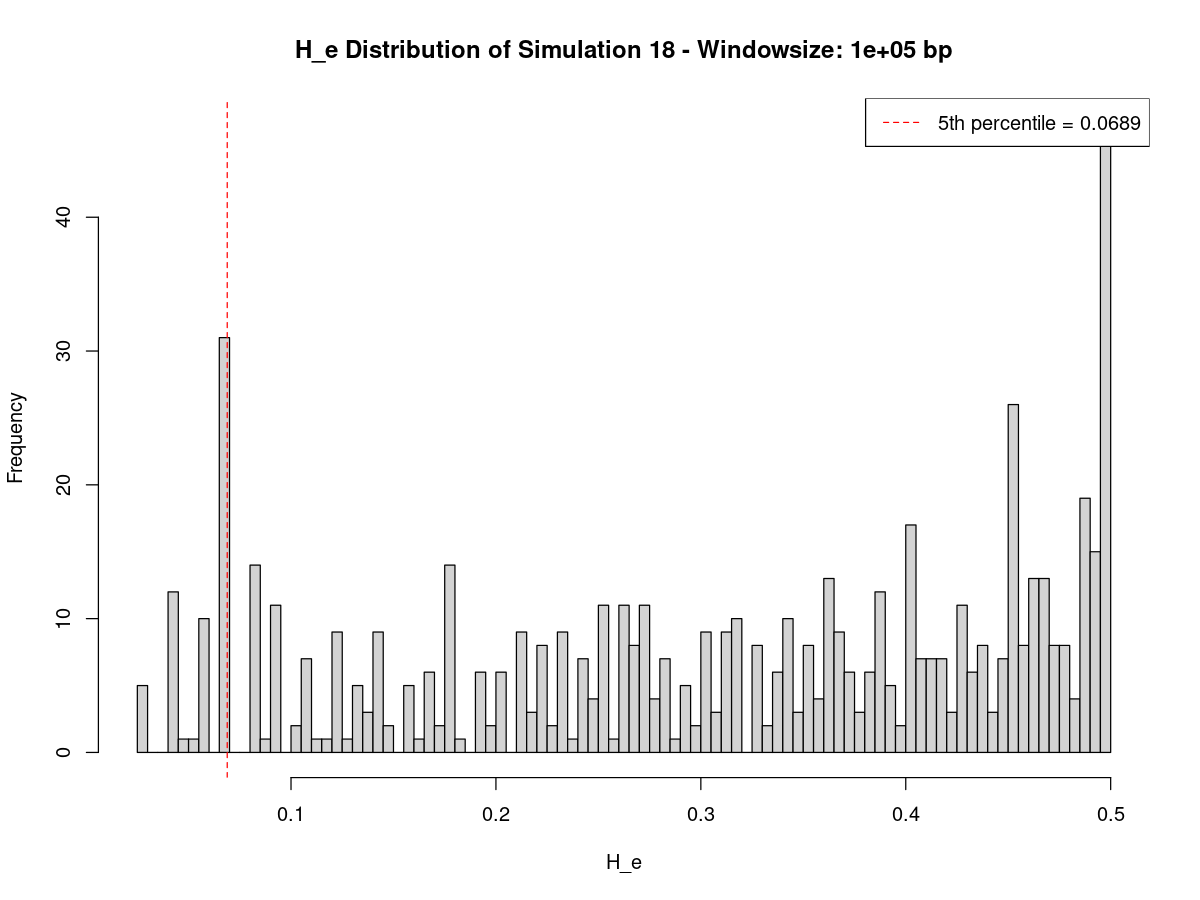 H_e Distribution of Simulation 18 - Windowsize: 1e+05 bp
5th percentile = 0.0689
Frequency
40
30
20
10
0
0.1 0.2 0.3 0.4 0.5
H_e